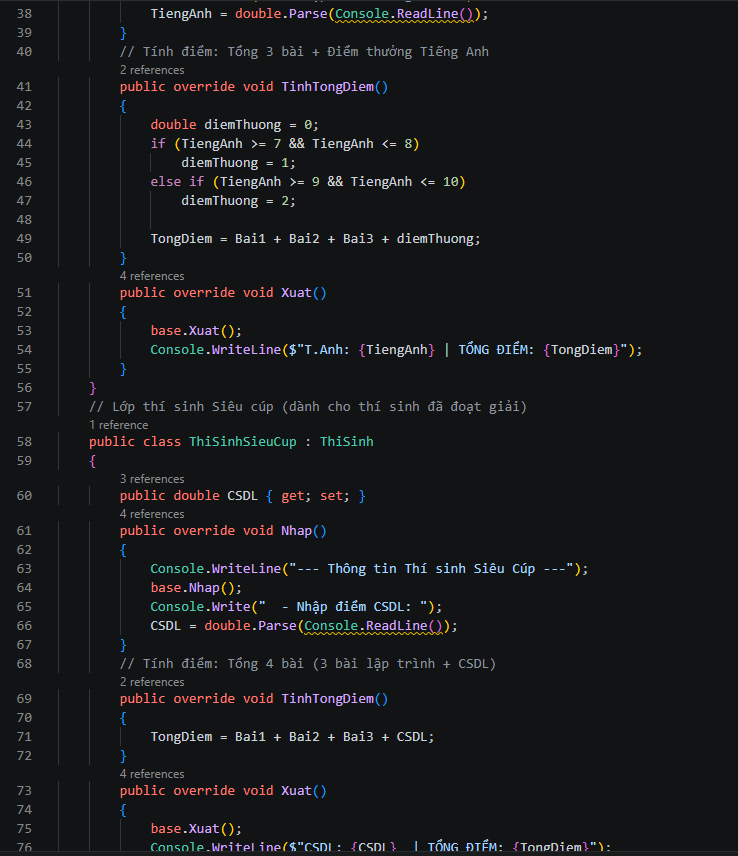 38 TiengAnh = double.Parse(Console.ReadLine());
39 }
40 // Tính điểm: Tổng 3 bài + Điểm thưởng Tiếng Anh
2 references
41 public override void TinhTongDiem()
42 {
43 double diemThuong = 0;
44 if (TiengAnh >= 7 && TiengAnh <= 8)
45 diemThuong = 1;
46 else if (TiengAnh >= 9 && TiengAnh <= 10)
47 diemThuong = 2;
48
49 TongDiem = Bai1 + Bai2 + Bai3 + diemThuong;
50 }
4 references
51 public override void Xuat()
52 {
53 base.Xuat();
54 Console.WriteLine($"T.Anh: {TiengAnh} | TỔNG ĐIỂM: {TongDiem}");
55 }
56 }
57 // Lớp thí sinh Siêu cúp (dành cho thí sinh đã đoạt giải)
1 reference
58 public class ThiSinhSieuCup : ThiSinh
59 {
3 references
60 public double CSDL { get; set; }
4 references
61 public override void Nhap()
62 {
63 Console.WriteLine("--- Thông tin Thí sinh Siêu Cúp ---");
64 base.Nhap();
65 Console.Write("  - Nhập điểm CSDL: ");
66 CSDL = double.Parse(Console.ReadLine());
67 }
68 // Tính điểm: Tổng 4 bài (3 bài lập trình + CSDL)
2 references
69 public override void TinhTongDiem()
70 {
71 TongDiem = Bai1 + Bai2 + Bai3 + CSDL;
72 }
4 references
73 public override void Xuat()
74 {
75 base.Xuat();
76 Console.WriteLine($"CSDL: {CSDL}  | TỔNG ĐIỂM: {TongDiem}");